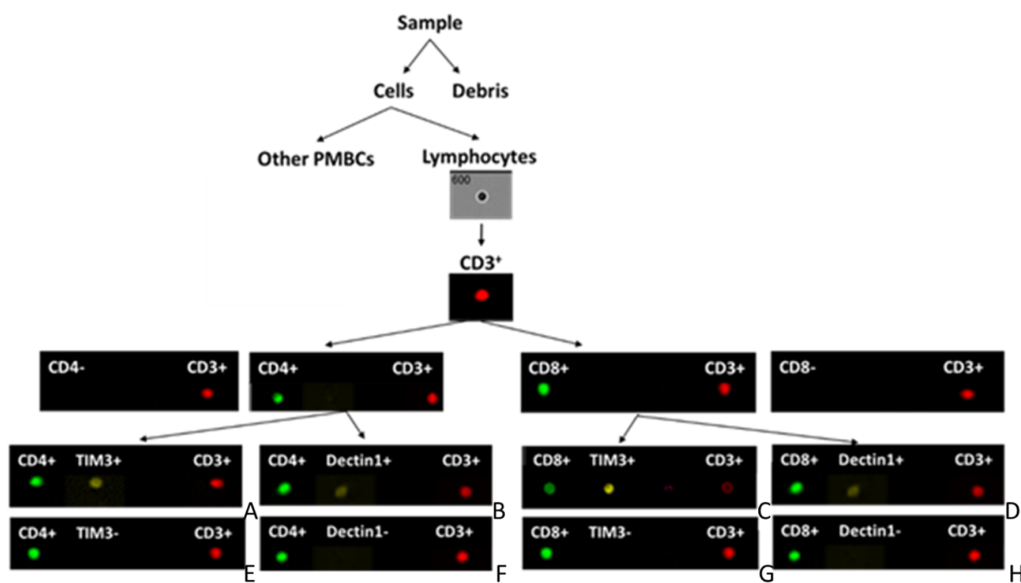 Sample
Cells Debris
Other PMBCs Lymphocytes
600
CD3+
CD4- CD3+ CD4+ CD3+ CD8+ CD3+ CD8- CD3+
CD4+ TIM3+ CD3+ A CD4+ Dectin1+ CD3+ B CD8+ TIM3+ CD3+ C CD8+ Dectin1+ CD3+ D
CD4+ TIM3- CD3+ E CD4+ Dectin1- CD3+ F CD8+ TIM3- CD3+ G CD8+ Dectin1- CD3+ H